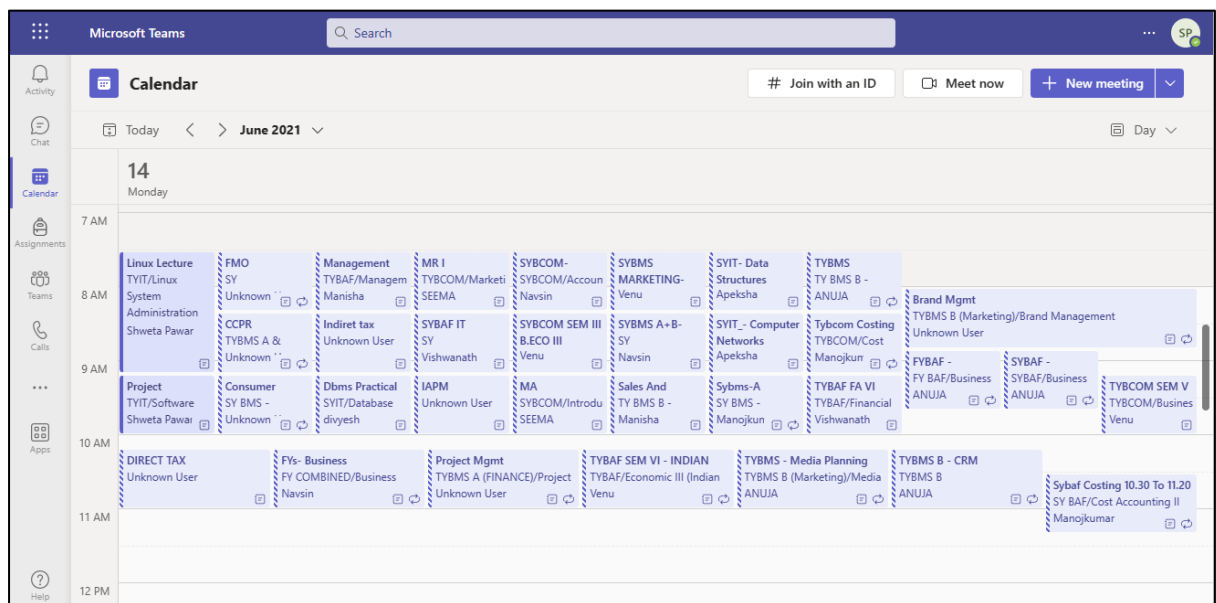 Microsoft Teams
Search
SP
Activity
Chat
Calendar
Assignments
Teams
Calls
Apps
Help
Calendar
# Join with an ID
Meet now
+ New meeting
Today
June 2021
Day
14
Monday
7 AM
8 AM
9 AM
10 AM
11 AM
12 PM
Linux Lecture
TYIT/Linux
System
Administration
Shweta Pawar
FMO
SY
Unknown
Management
TYBAF/Managem
Manisha
MR I
TYBCOM/Marketi
SEEMA
SYBCOM-
SYBCOM/Accoun
Navsin
SYBMS
MARKETING-
Venu
SYIT- Data
Structures
Apeksha
TYBMS
TY BMS B -
ANUJA
Brand Mgmt
TYBMS B (Marketing)/Brand Management
Unknown User
CCPR
TYBMS A &
Unknown
Indiret tax
Unknown User
SYBAF IT
SY
Vishwanath
SYBCOM SEM III
B.ECO III
Venu
SYBMS A+B-
SY
Navsin
SYIT_- Computer
Networks
Apeksha
Tybcom Costing
TYBCOM/Cost
Manojkum
FYBAF -
FY BAF/Business
ANUJA
SYBAF -
SYBAF/Business
ANUJA
Project
TYIT/Software
Shweta Pawar
Consumer
SY BMS -
Unknown
Dbms Practical
SYIT/Database
divyesh
IAPM
Unknown User
MA
SYBCOM/Introdu
SEEMA
Sales And
TY BMS B -
Manisha
Sybms-A
SY BMS -
Manojkun
TYBAF FA VI
TYBAF/Financial
Vishwanath
TYBCOM SEM V
TYBCOM/Busines
Venu
DIRECT TAX
Unknown User
FYs- Business
FY COMBINED/Business
Navsin
Project Mgmt
TYBMS A (FINANCE)/Project
Unknown User
TYBAF SEM VI - INDIAN
TYBAF/Economic III (Indian
Venu
TYBMS - Media Planning
TYBMS B (Marketing)/Media
ANUJA
TYBMS B - CRM
TYBMS B
ANUJA
Sybaf Costing 10.30 To 11.20
SY BAF/Cost Accounting II
Manojkumar